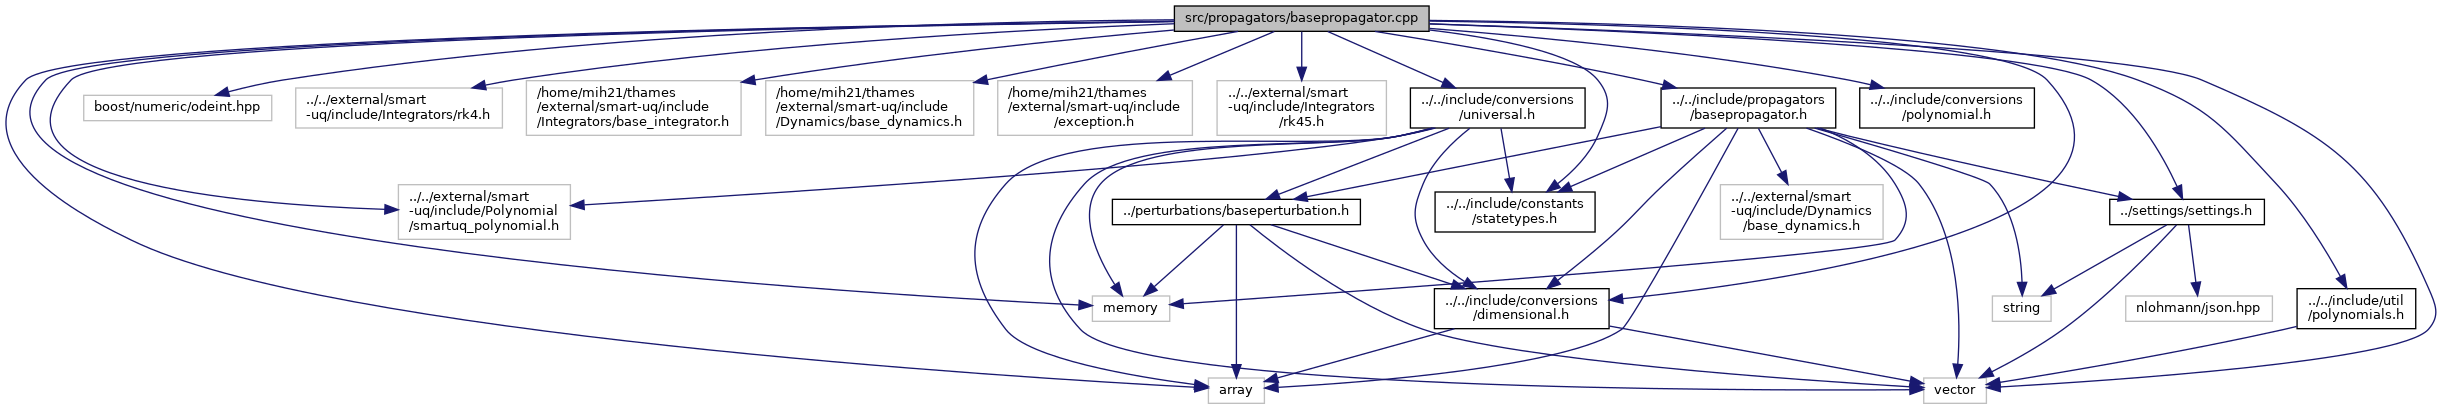 src/propagators/basepropagator.cpp
boost/numeric/odeint.hpp
../../external/smart
-uq/include/Integrators/rk4.h
/home/mih21/thames
/external/smart-uq/include
/Integrators/base_integrator.h
/home/mih21/thames
/external/smart-uq/include
/Dynamics/base_dynamics.h
/home/mih21/thames
/external/smart-uq/include
/exception.h
../../external/smart
-uq/include/Integrators
/rk45.h
../../include/conversions
/universal.h
../../include/propagators
/basepropagator.h
../../include/conversions
/polynomial.h
../../external/smart
-uq/include/Polynomial
/smartuq_polynomial.h
../perturbations/baseperturbation.h
../../include/constants
/statetypes.h
../../external/smart
-uq/include/Dynamics
/base_dynamics.h
../settings/settings.h
memory
../../include/conversions
/dimensional.h
string
nlohmann/json.hpp
../../include/util
/polynomials.h
array
vector